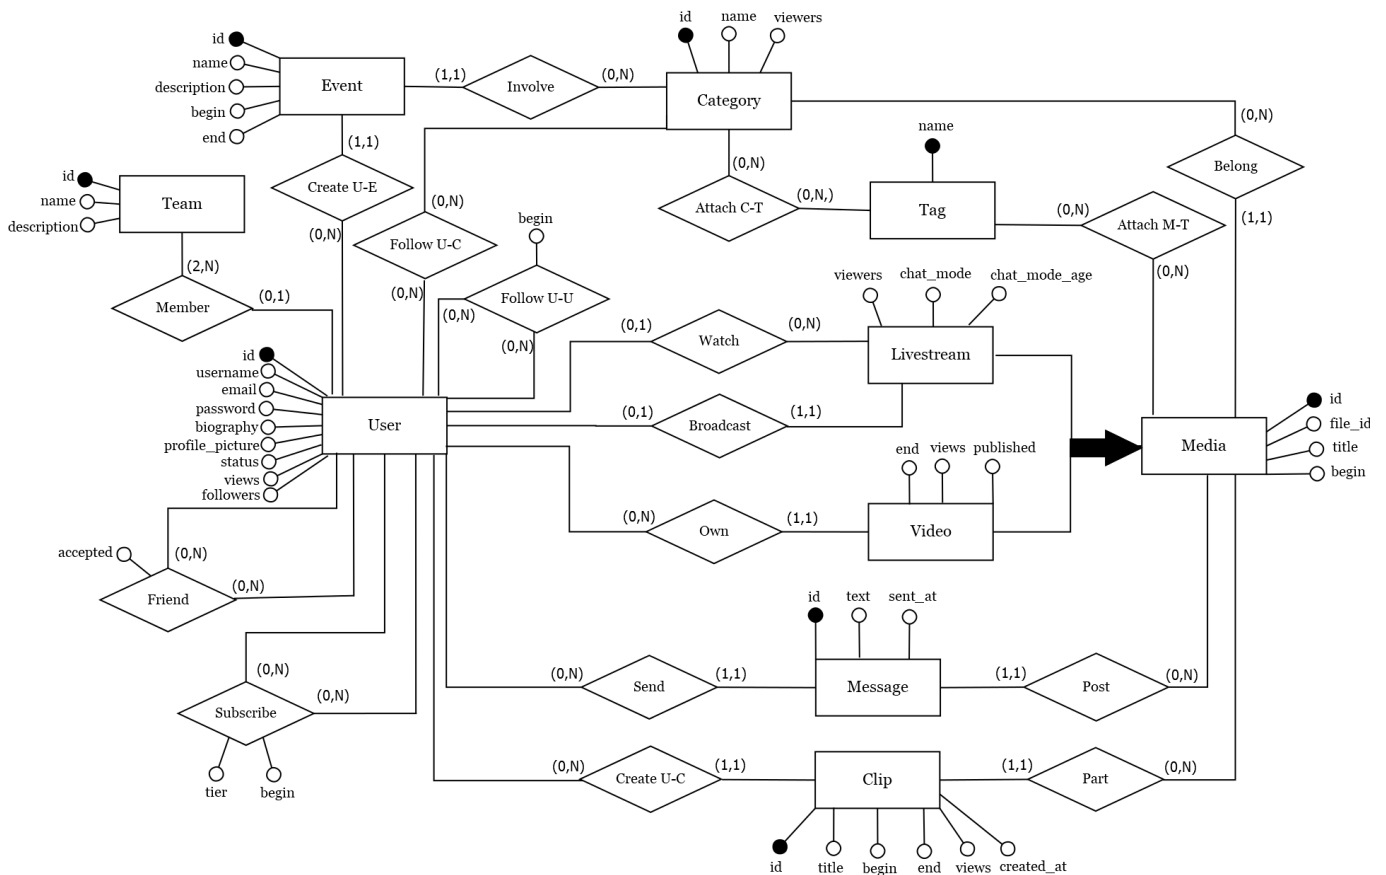 id
name
viewers
id
name
description
begin
end
Event
(1,1)
Involve
(0,N)
Category
(0,N)
(1,1)
name
Belong
(0,N)
id
name
description
Team
Create U-E
Attach C-T
(0,N,)
Tag
(0,N)
Attach M-T
(1,1)
(0,N)
(0,N)
begin
(0,N)
Follow U-C
(2,N)
viewers
chat_mode
chat_mode_age
(0,N)
Member
(0,1)
(0,N)
Follow U-U
(0,N)
(0,1)
(0,N)
Watch
Livestream
(0,N)
id
username
email
password
biography
profile_picture
status
views
followers
User
(0,1)
Broadcast
(1,1)
Media
id
file_id
title
begin
end
views
published
(0,N)
Own
(1,1)
Video
accepted
(0,N)
(0,N)
Friend
id
text
sent_at
(0,N)
(0,N)
(0,N)
Send
(1,1)
Message
(1,1)
Post
(0,N)
Subscribe
tier
begin
(0,N)
Create U-C
(1,1)
Clip
(1,1)
Part
(0,N)
id
title
begin
end
views
created_at